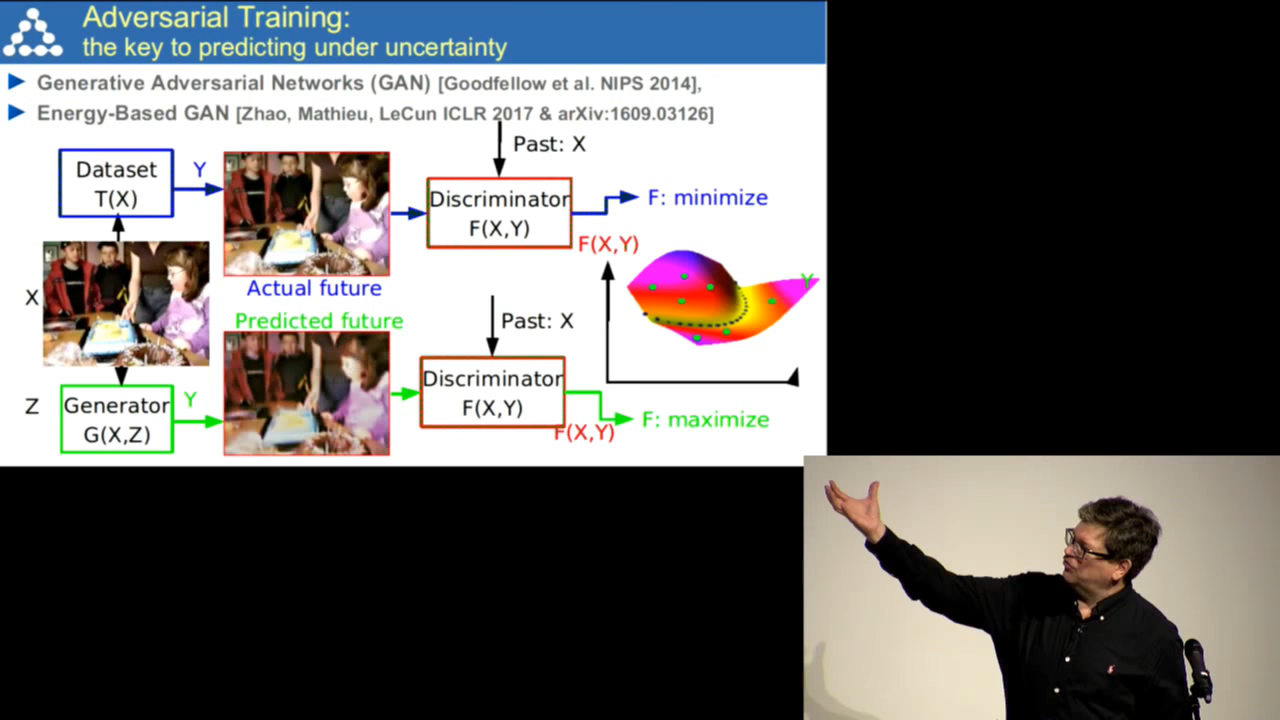 Adversarial Training:
the key to predicting under uncertainty
Generative Adversarial Networks (GAN) [Goodfellow et al. NIPS 2014],
Energy-Based GAN [Zhao, Mathieu, LeCun ICLR 2017 & arXiv:1609.03126]
Past: X
Dataset
T(X)
Y
Discriminator
F(X,Y)
F: minimize
F(X,Y)
Y
X
Actual future
Predicted future
Past: X
Z
Generator
G(X,Z)
Y
Discriminator
F(X,Y)
F(X,Y)
F: maximize